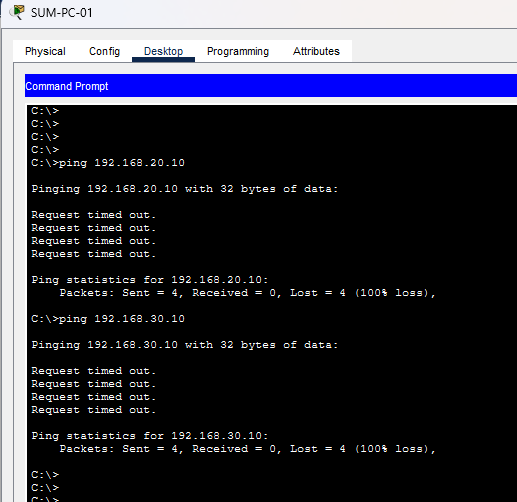 SUM-PC-01
Physical Config Desktop Programming Attributes
Command Prompt
C:\>
C:\>
C:\>
C:\>
C:\>ping 192.168.20.10
Pinging 192.168.20.10 with 32 bytes of data:
Request timed out.
Request timed out.
Request timed out.
Request timed out.
Ping statistics for 192.168.20.10:
Packets: Sent = 4, Received = 0, Lost = 4 (100% loss),
C:\>ping 192.168.30.10
Pinging 192.168.30.10 with 32 bytes of data:
Request timed out.
Request timed out.
Request timed out.
Request timed out.
Ping statistics for 192.168.30.10:
Packets: Sent = 4, Received = 0, Lost = 4 (100% loss),
C:\>
C:\>
C:\>